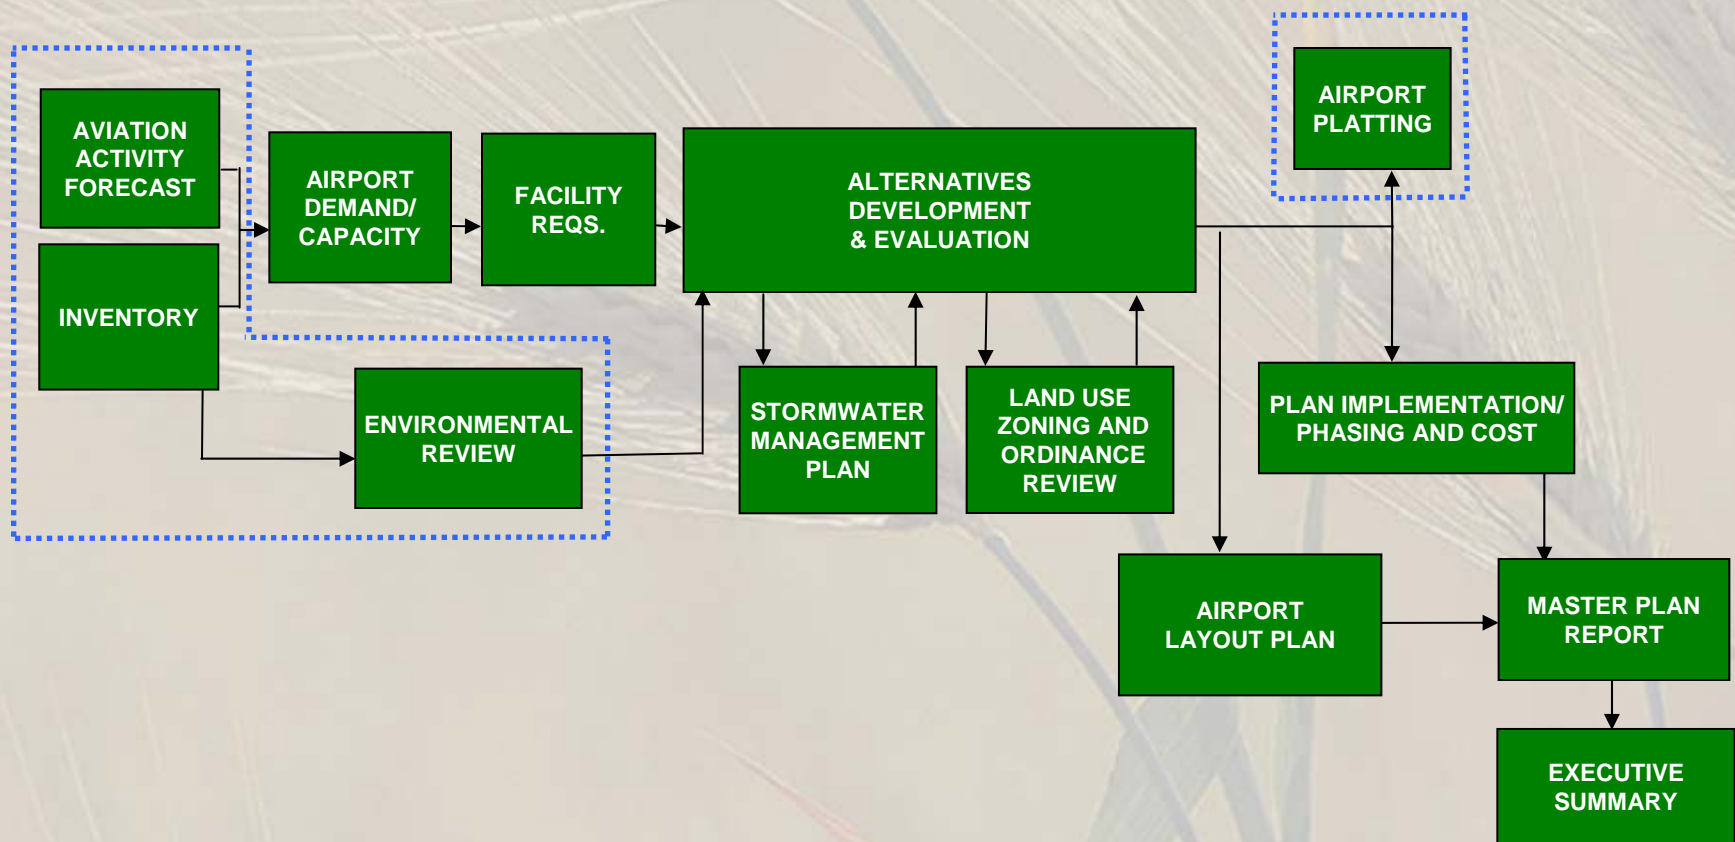 AVIATION
ACTIVITY
FORECAST
INVENTORY
AIRPORT
DEMAND/
CAPACITY
FACILITY
REQS.
ENVIRONMENTAL
REVIEW
ALTERNATIVES
DEVELOPMENT
& EVALUATION
STORMWATER
MANAGEMENT
PLAN
LAND USE
ZONING AND
ORDINANCE
REVIEW
AIRPORT
PLATTING
PLAN IMPLEMENTATION/
PHASING AND COST
AIRPORT
LAYOUT PLAN
MASTER PLAN
REPORT
EXECUTIVE
SUMMARY